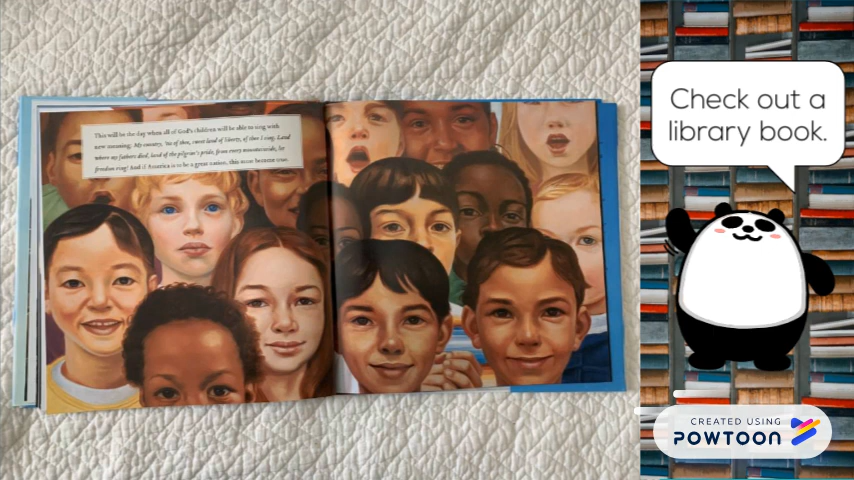 This will be the day when all of God's children will be able to sing with
new meaning: My country, 'tis of thee, sweet land of liberty, of thee I sing. Land
where my fathers died, land of the pilgrim's pride, from every mountainside, let
freedom ring! And if America is to be a great nation, this must become true.
Check out a
library book.
CREATED USING
POWTOON